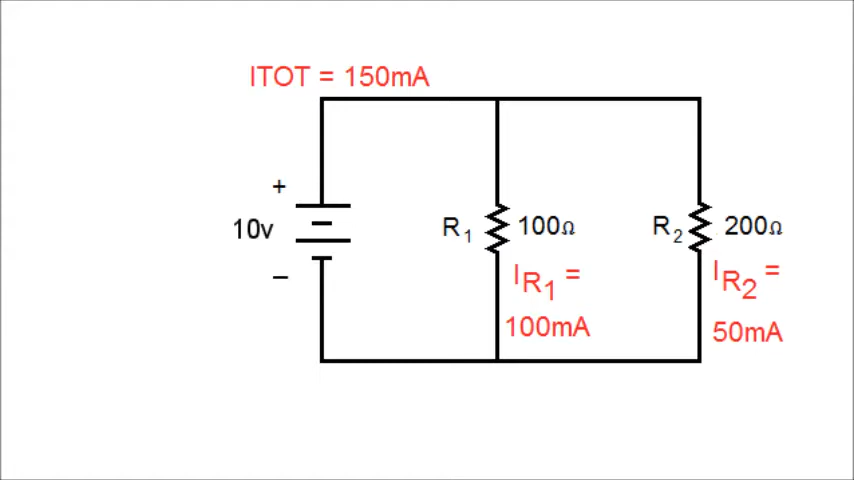 ITOT = 150mA
+
10v
–
R1
100Ω
R2
200Ω
IR1 =
100mA
IR2 =
50mA